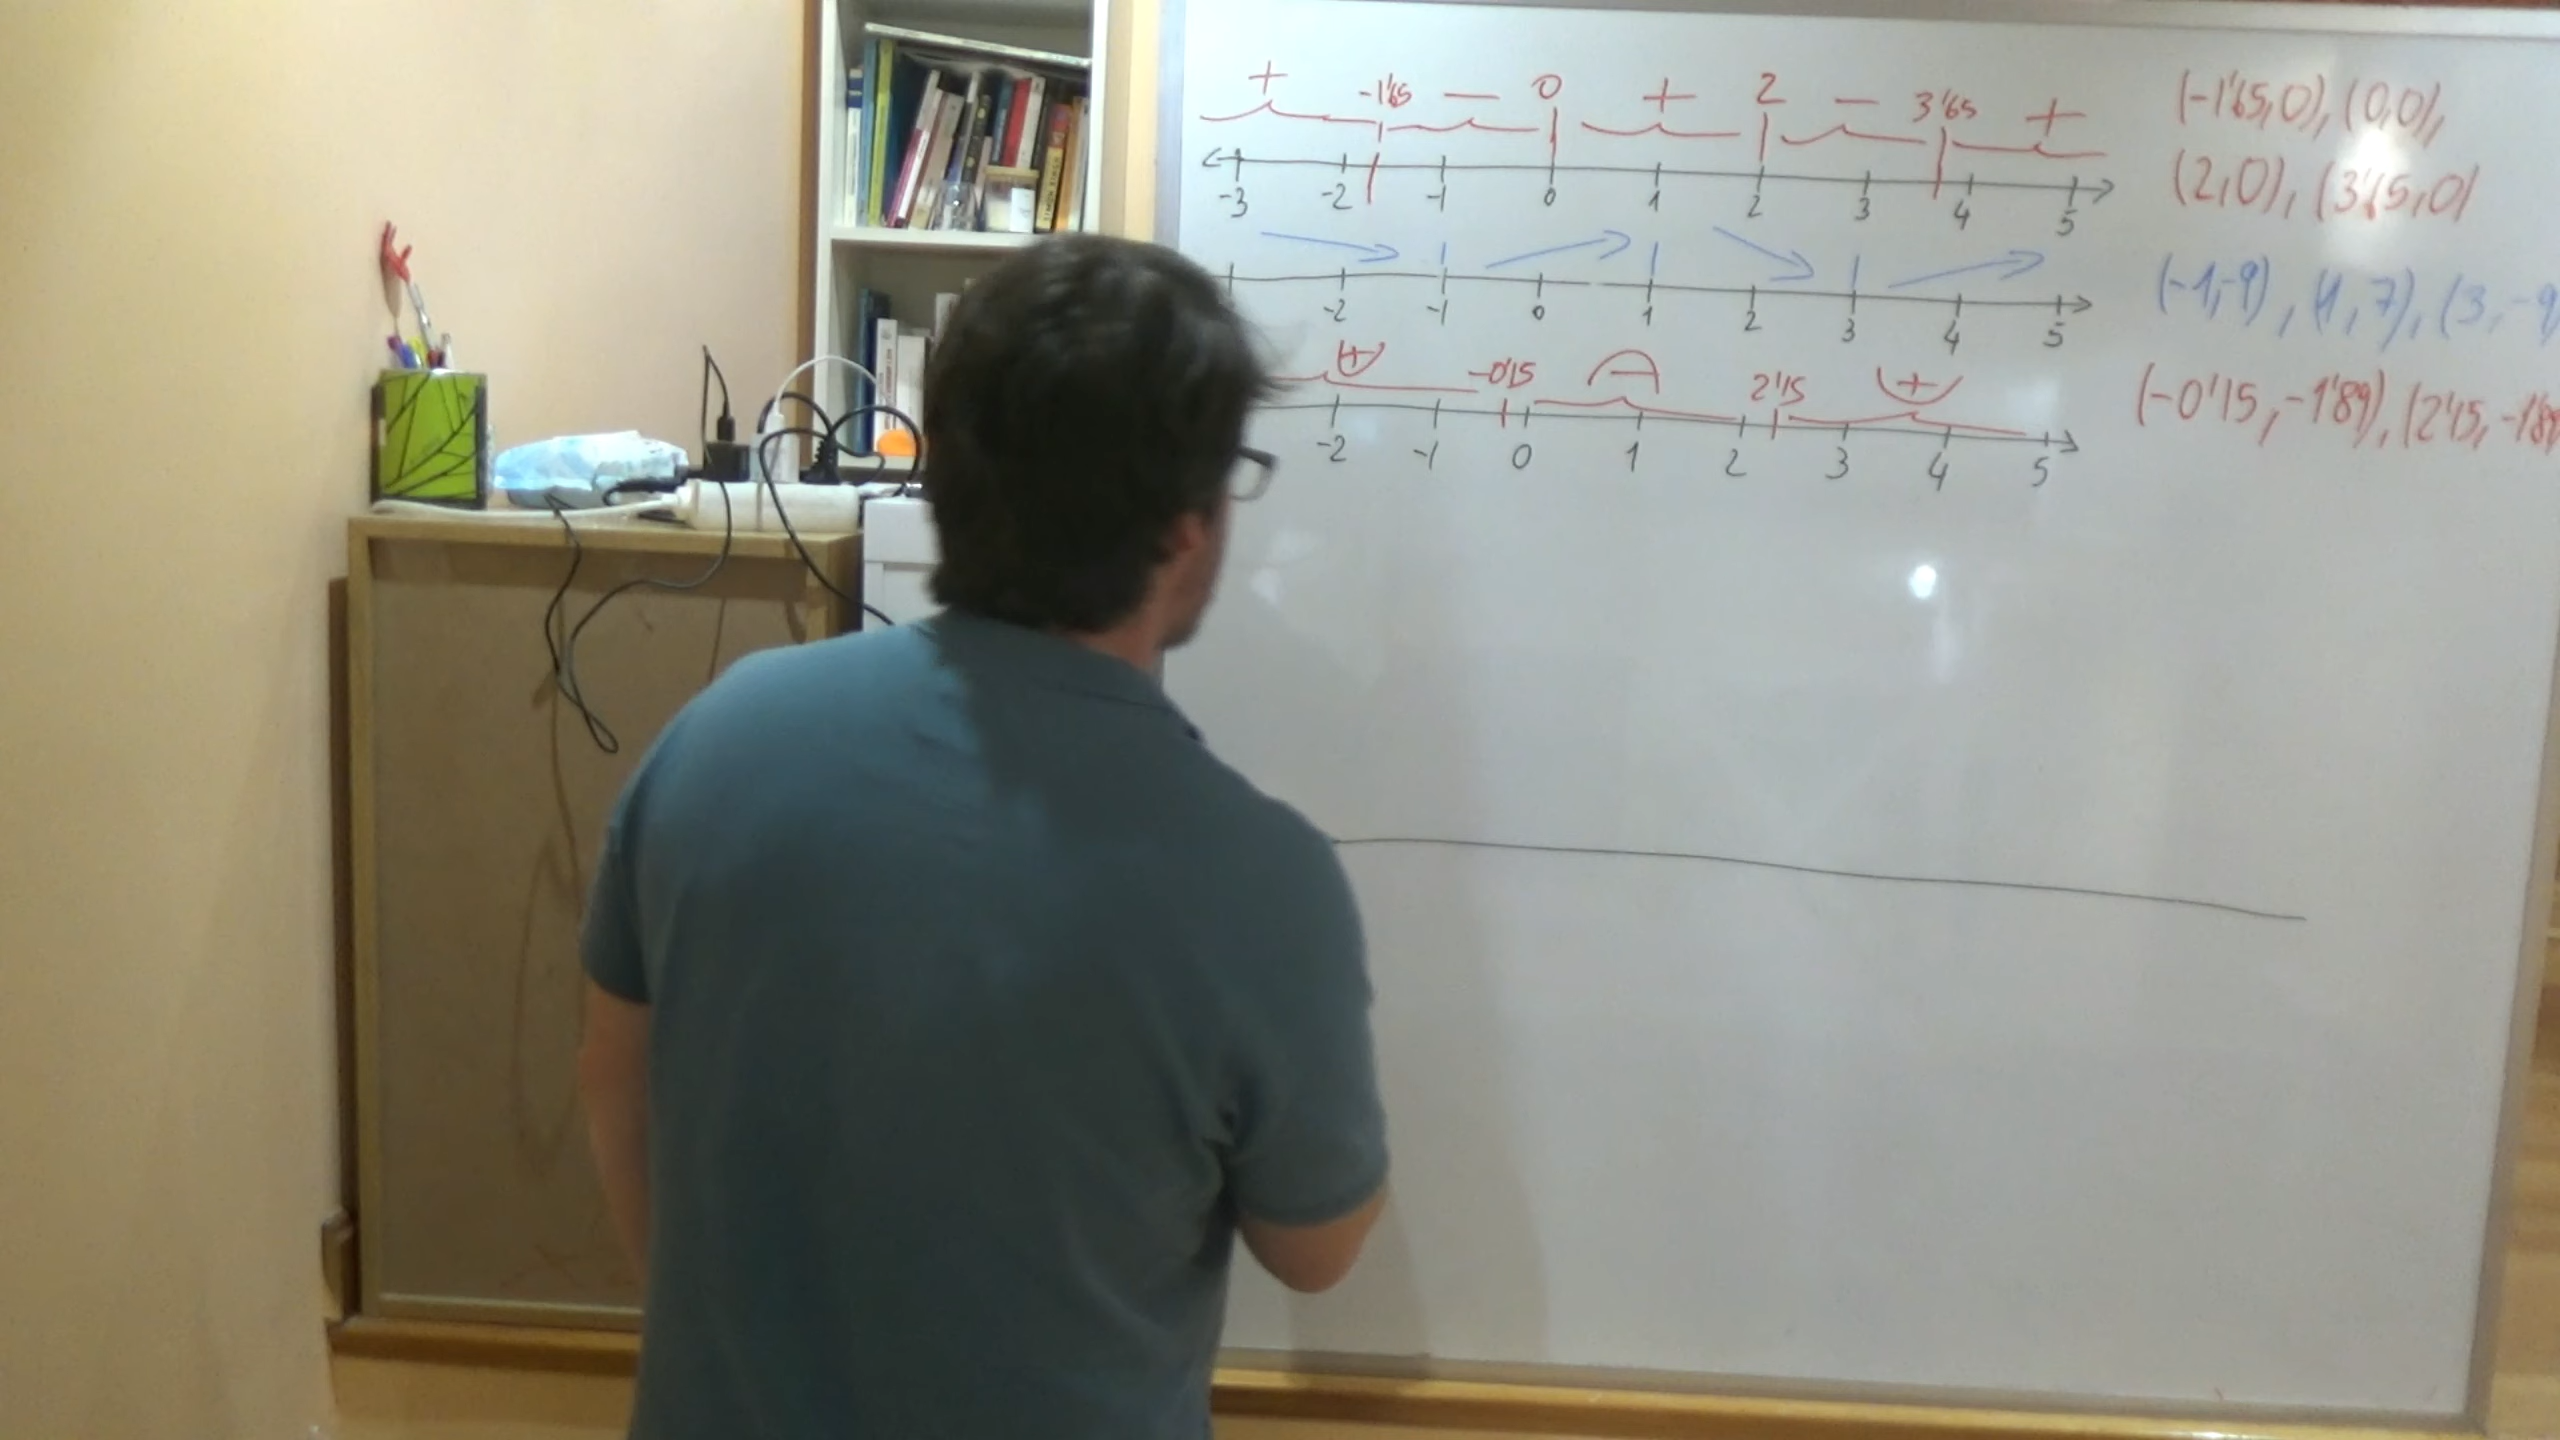 + -1'65 — 0 + 2 — 3'65 + (-1'65,0), (0,0),
-3 -2 -1 0 1 2 3 4 5 (2,0), (3'65,0)
-2 -1 0 1 2 3 4 5 (-1,-9), (1,7), (3,-9
+ -0'15 — 2'15 + (-0'15,-1'89), (2'15,-1'89
-2 -1 0 1 2 3 4 5